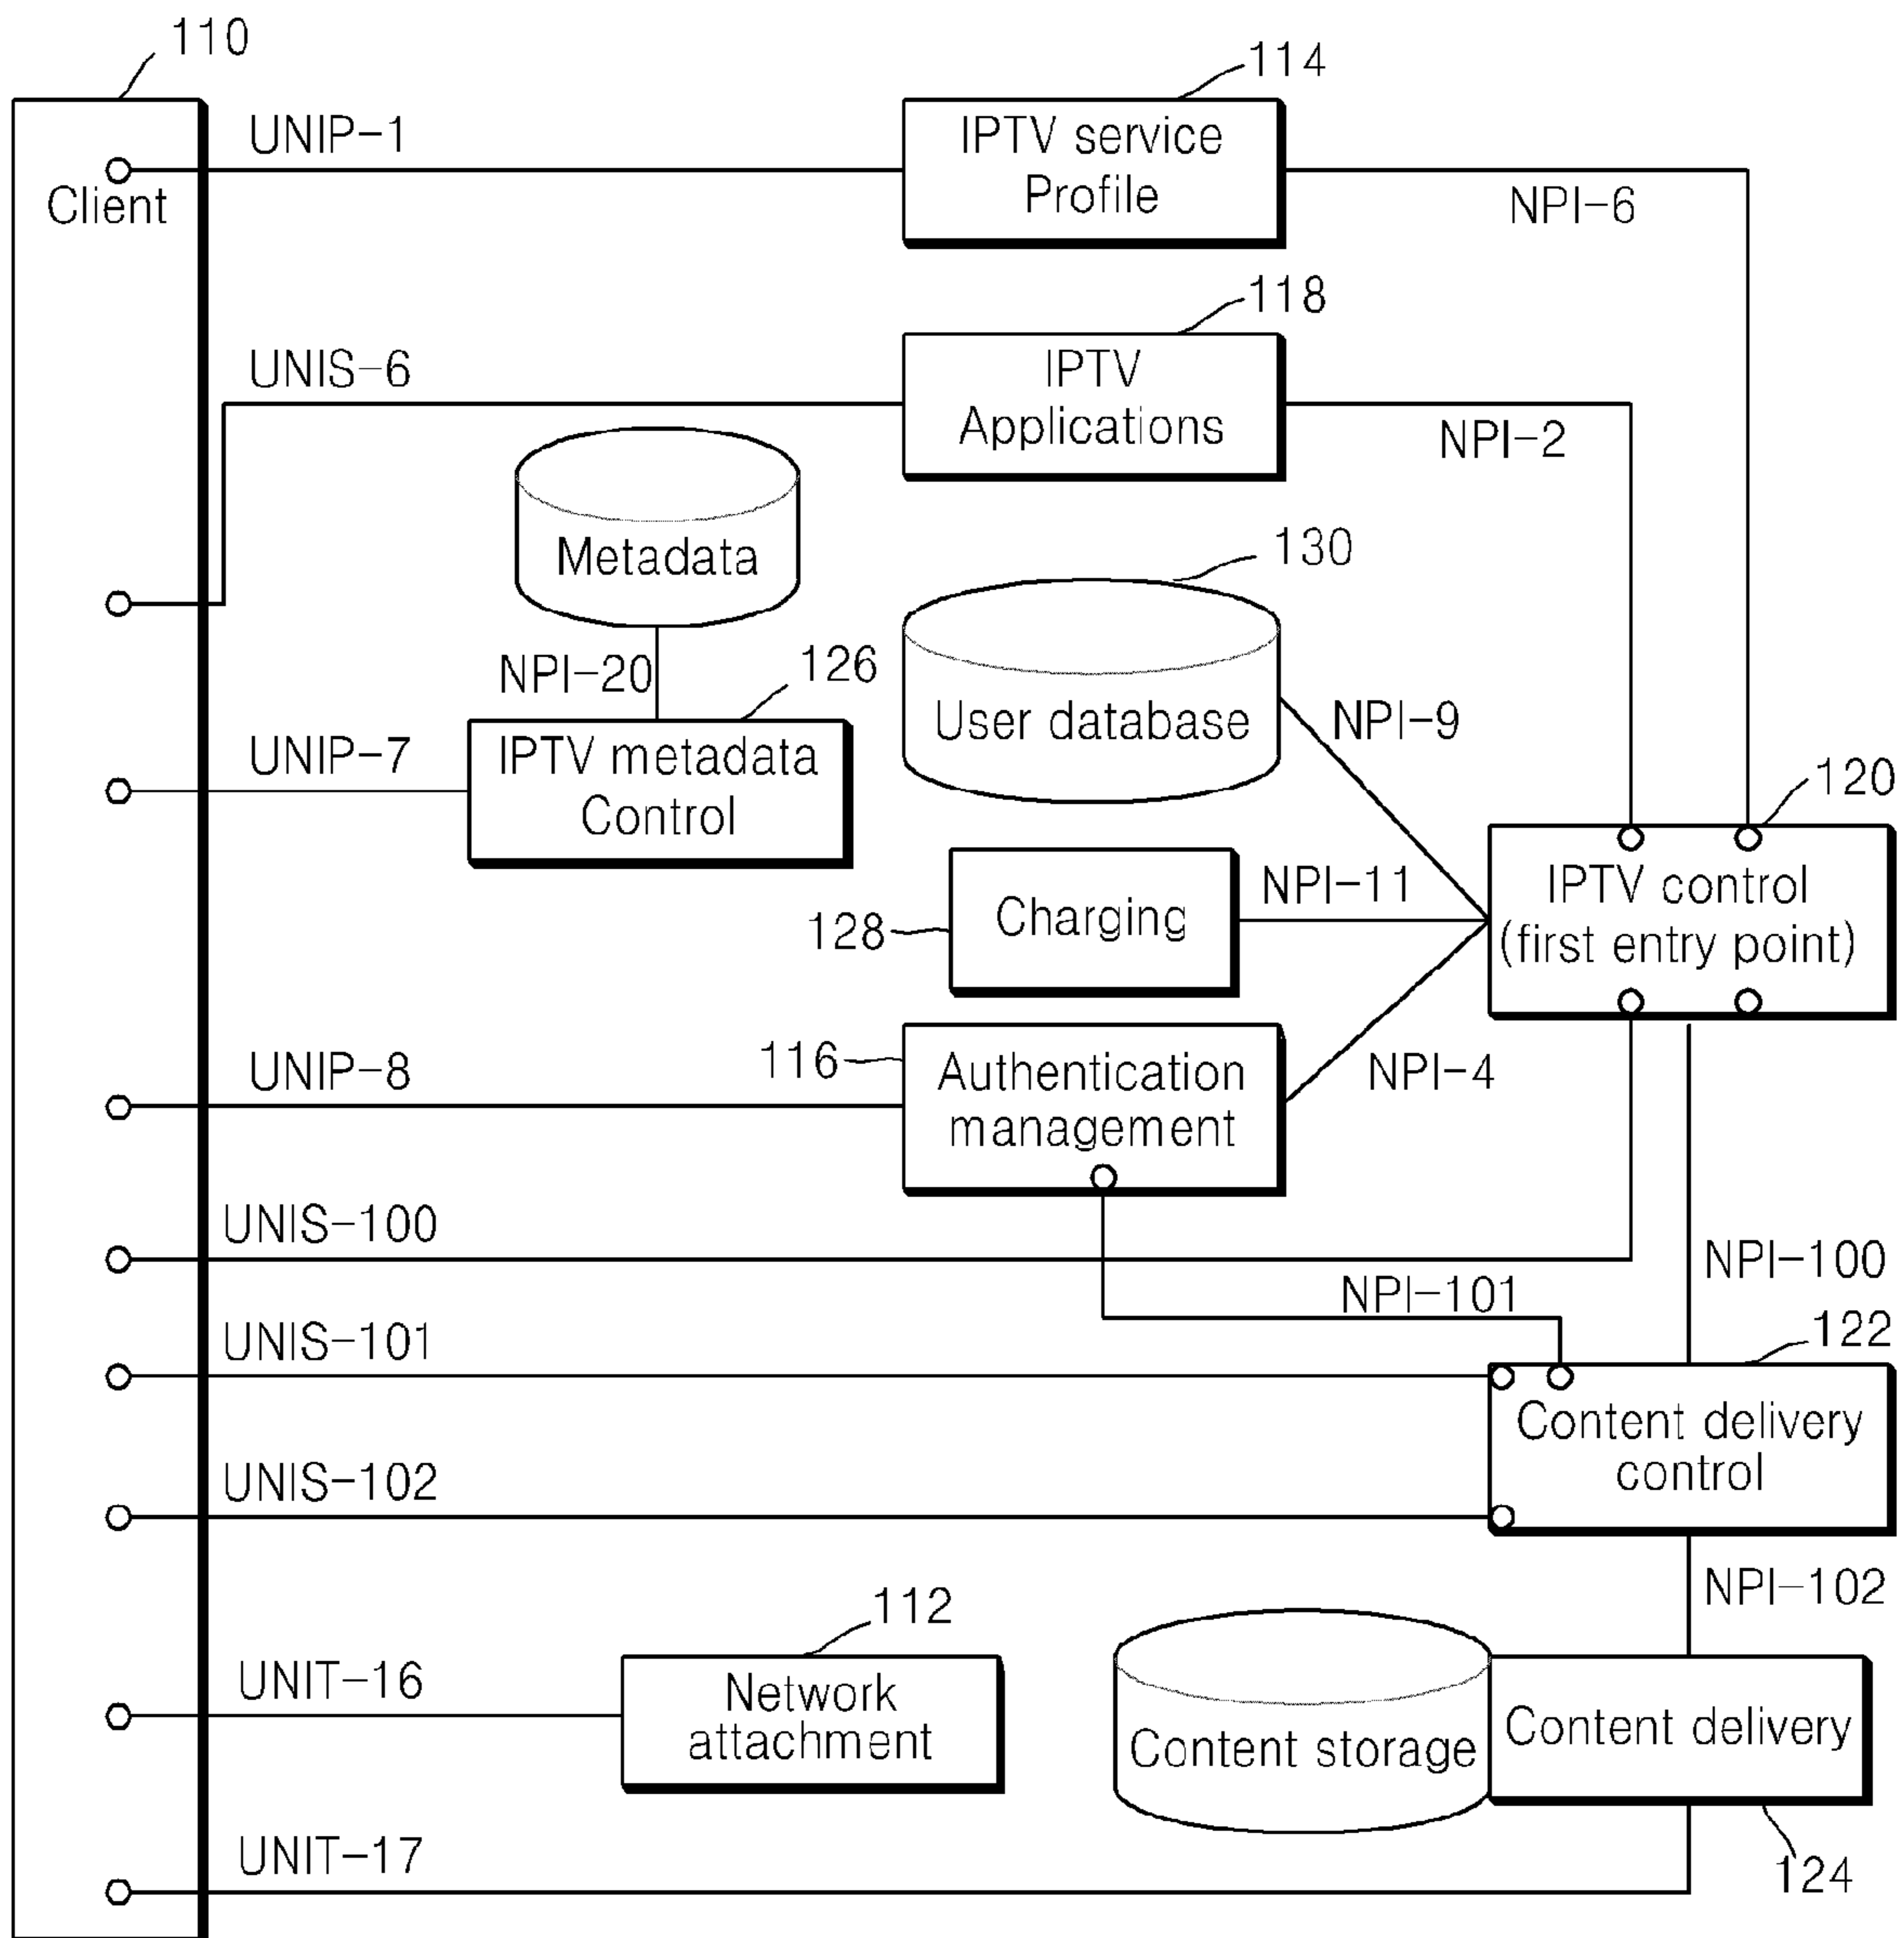 110
114
UNIP-1
IPTV service
Profile
Client
NPI-6
118
UNIS-6
IPTV
Applications
NPI-2
Metadata
130
NPI-20
126
User database
NPI-9
UNIP-7
IPTV metadata
Control
120
Charging
128
NPI-11
IPTV control
(first entry point)
116
UNIP-8
Authentication
management
NPI-4
UNIS-100
NPI-100
NPI-101
UNIS-101
122
Content delivery
control
UNIS-102
NPI-102
112
UNIT-16
Network
attachment
Content storage
Content delivery
UNIT-17
124